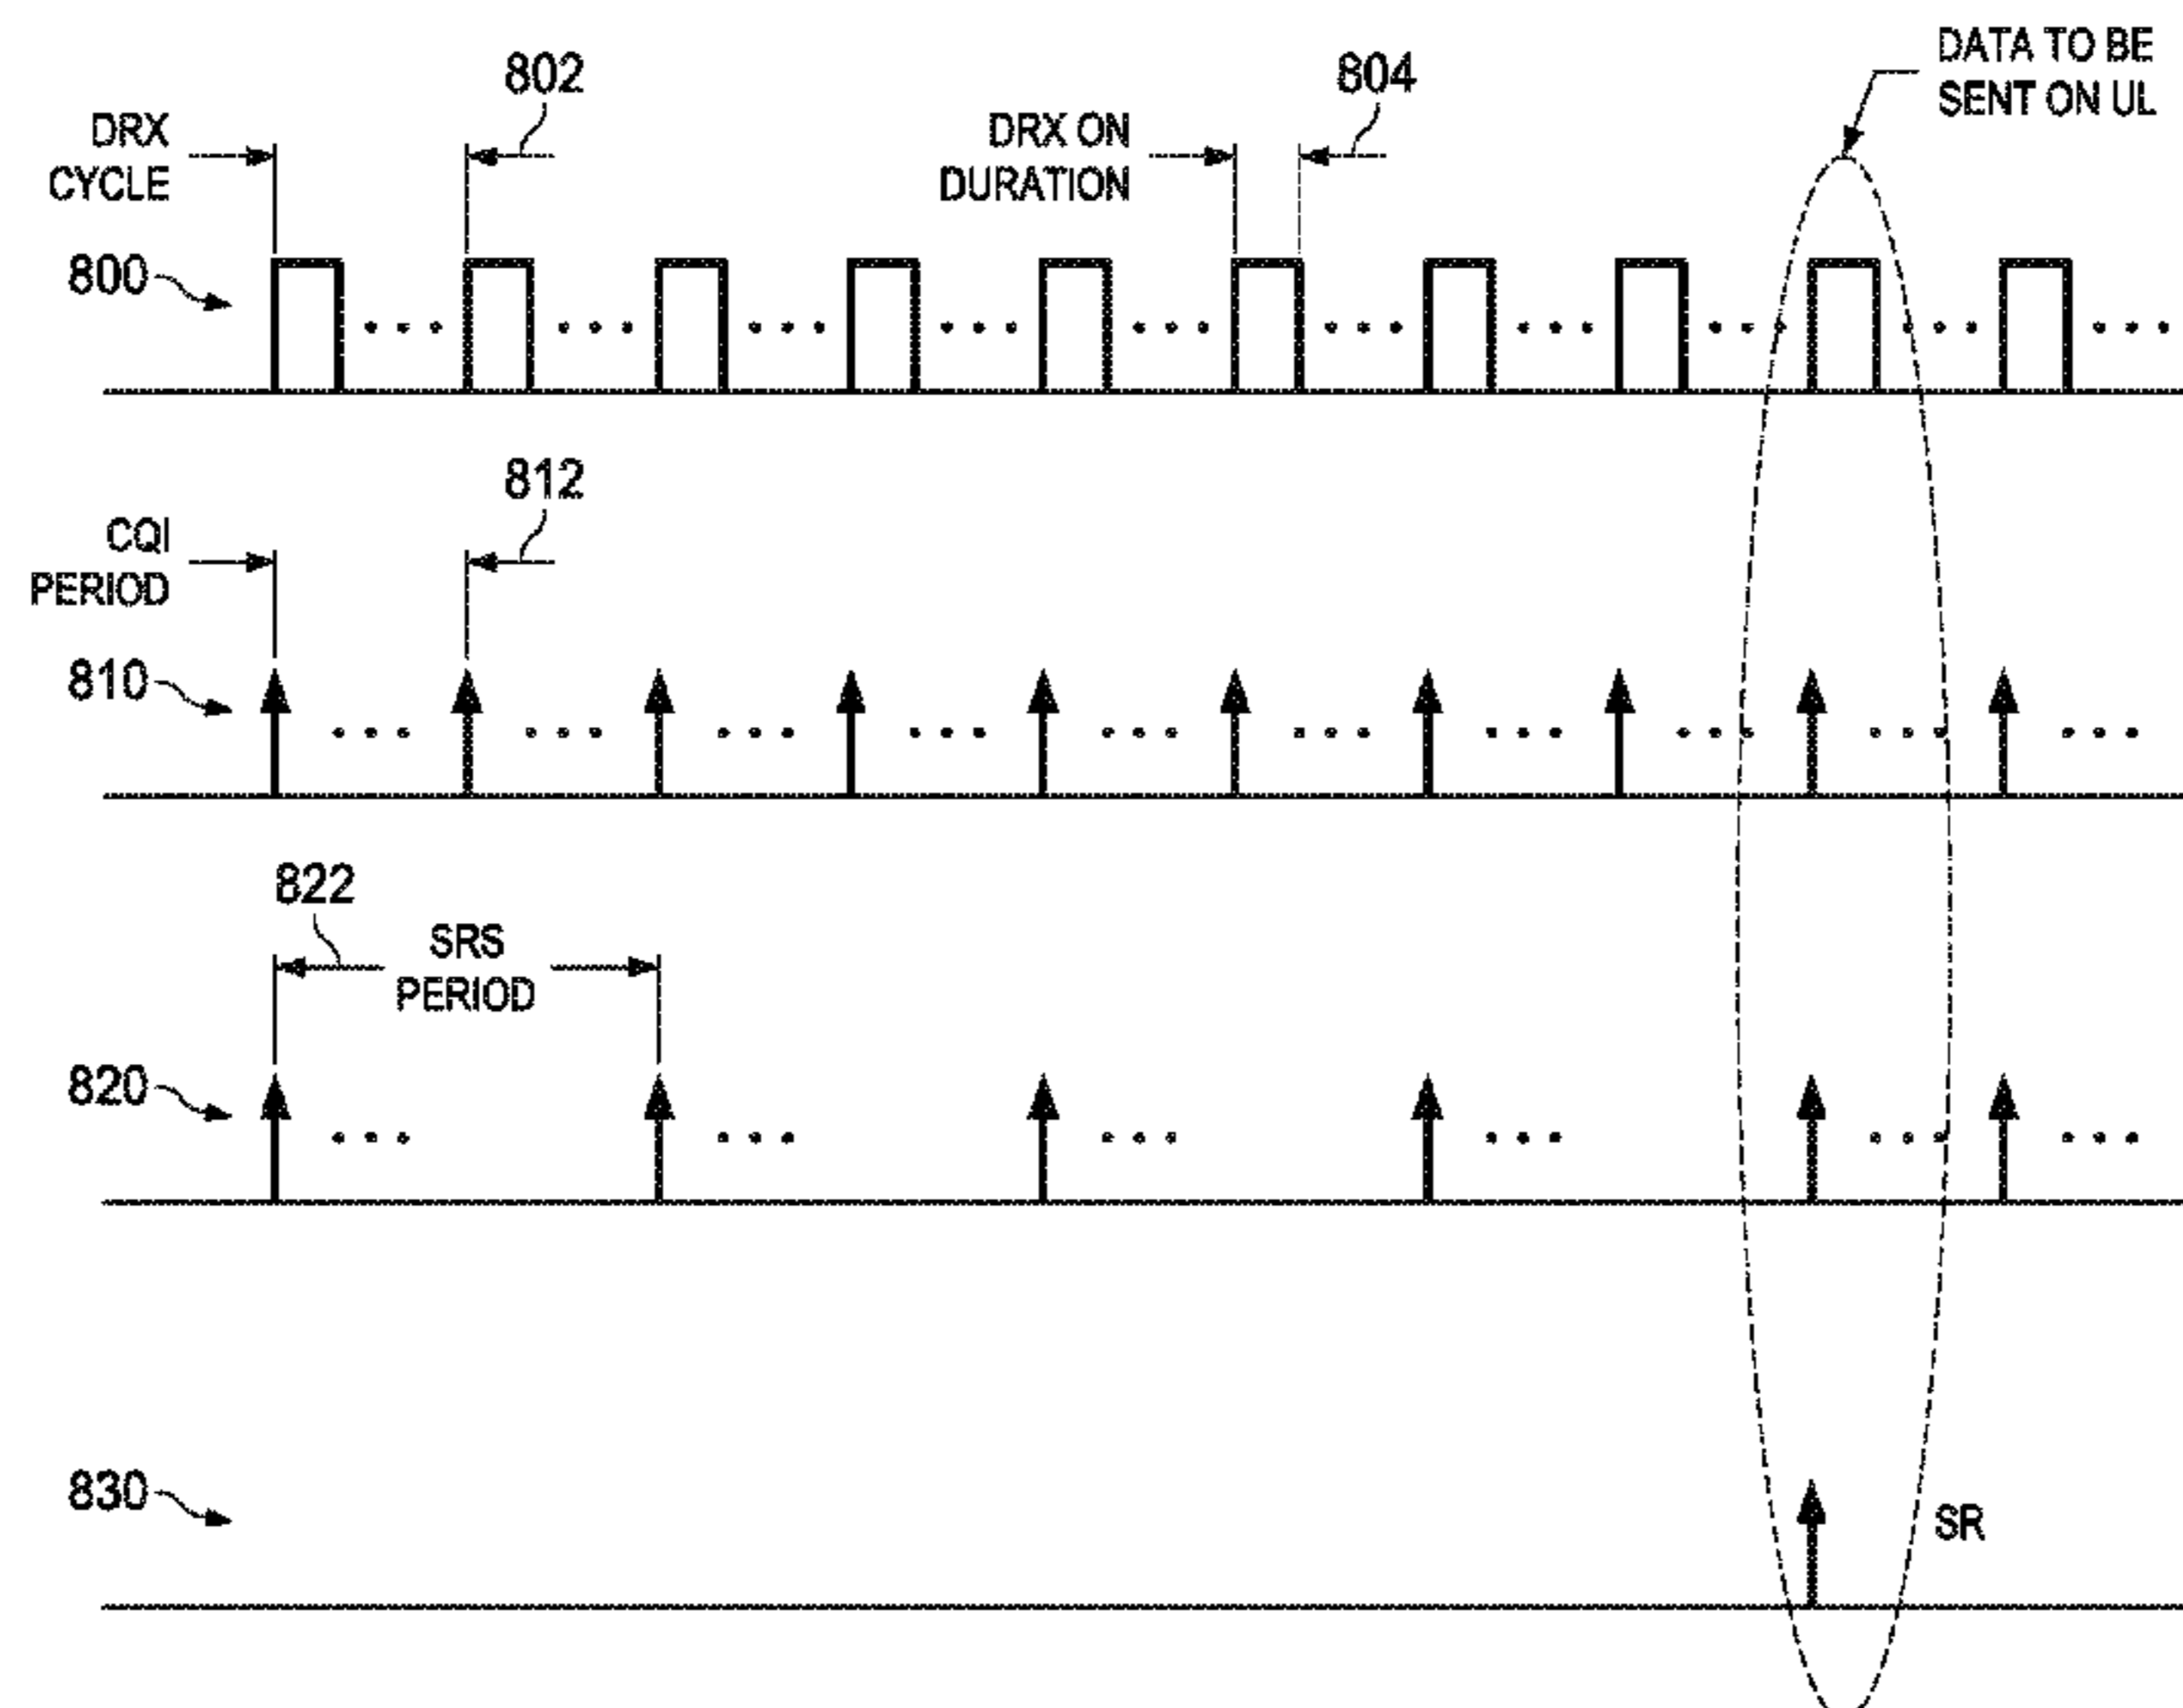 DATA TO BE
SENT ON UL
802
804
DRX
CYCLE
DRX ON
DURATION
800
812
CQI
PERIOD
810
822
SRS
PERIOD
820
830
SR